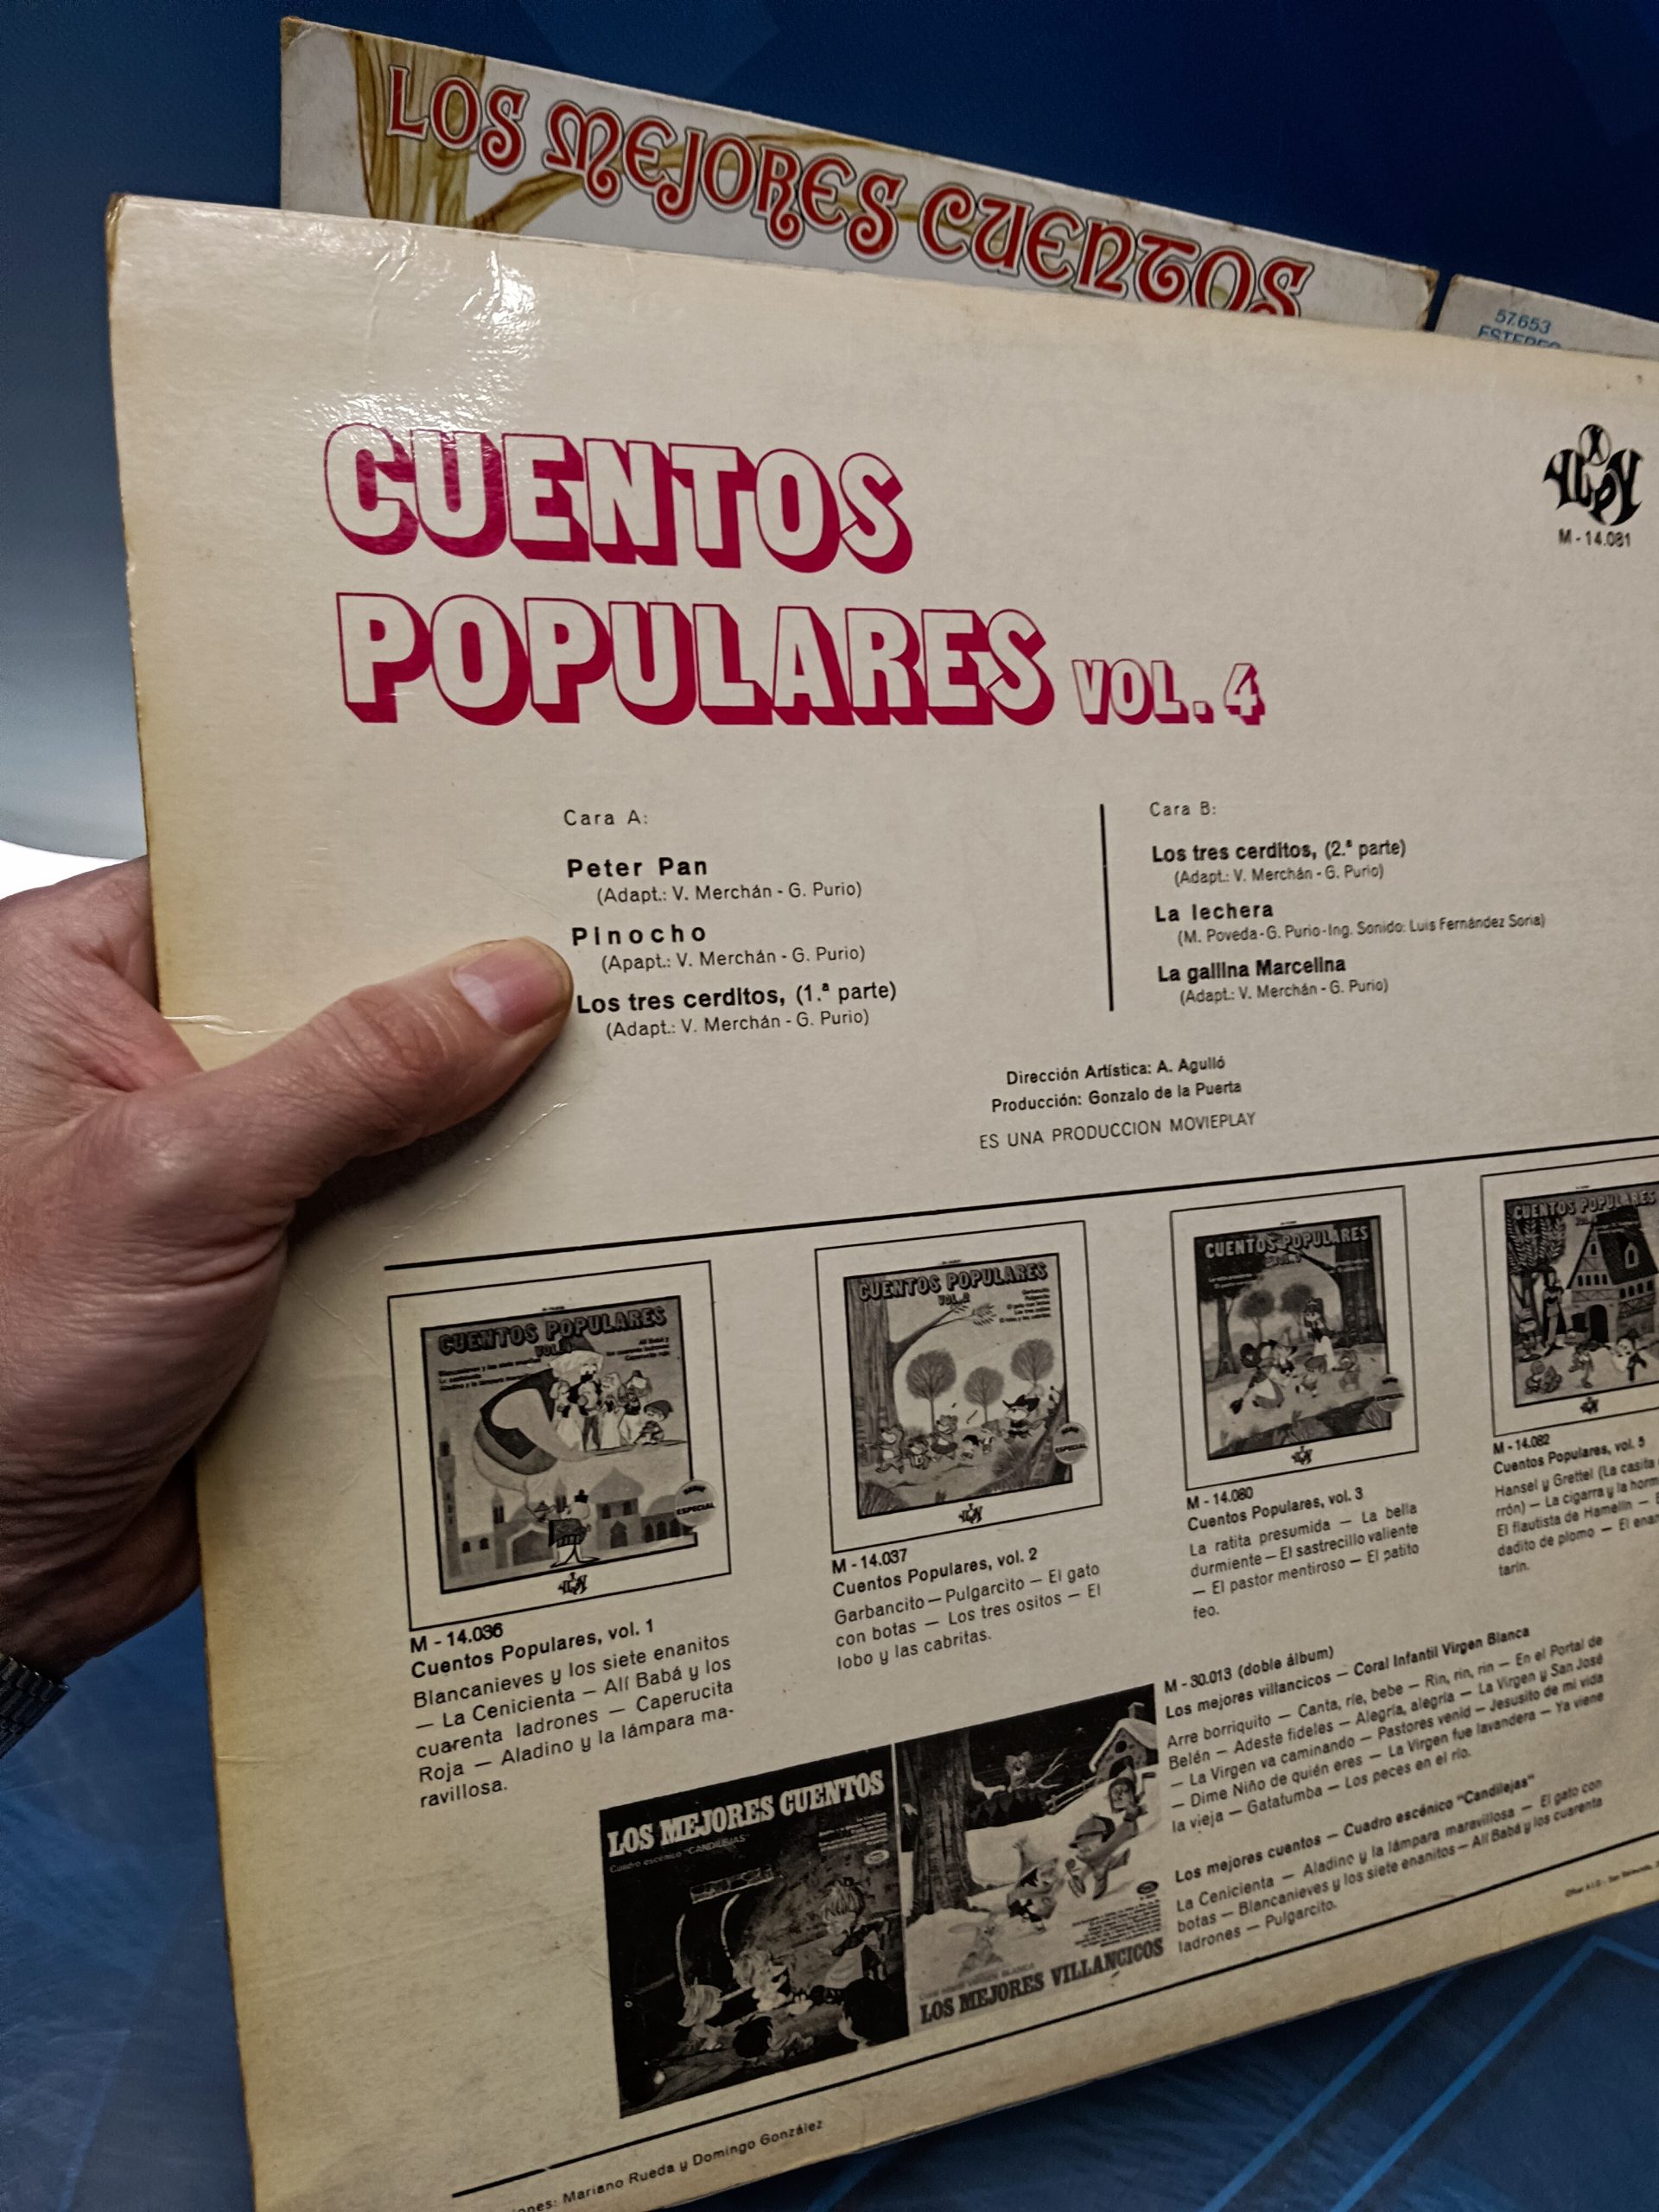 LOS MEJORES CUENTOS
57.653
ESTEREO
CUENTOS
POPULARES VOL. 4
M - 14.081
Cara A:
Peter Pan
(Adapt.: V. Merchán - G. Purio)
Pinocho
(Apapt.: V. Merchán - G. Purio)
Los tres cerditos, (1.ª parte)
(Adapt.: V. Merchán - G. Purio)
Cara B:
Los tres cerditos, (2.ª parte)
(Adapt.: V. Merchán - G. Purio)
La lechera
(M. Poveda - G. Purio - Ing. Sonido: Luis Fernández Soria)
La gallina Marcelina
(Adapt.: V. Merchán - G. Purio)
Dirección Artística: A. Agulló
Producción: Gonzalo de la Puerta
ES UNA PRODUCCION MOVIEPLAY
CUENTOS POPULARES
ESPECIAL
M - 14.036
Cuentos Populares, vol. 1
Blancanieves y los siete enanitos
— La Cenicienta — Allí Babá y los
cuarenta ladrones — Caperucita
Roja — Aladino y la lámpara ma-
ravillosa.
CUENTOS POPULARES
VOL. 2
ESPECIAL
M - 14.037
Cuentos Populares, vol. 2
Garbancito — Pulgarcito — El gato
con botas — Los tres ositos — El
lobo y las cabritas.
CUENTOS POPULARES
ESPECIAL
M - 14.080
Cuentos Populares, vol. 3
La ratita presumida — La bella
durmiente — El sastrecillo valiente
— El pastor mentiroso — El patito
feo.
CUENTOS POPULARES
M - 14.082
Cuentos Populares, vol. 5
Hansel y Grettel (La casita
rrón) — La cigarra y la horm
El flautista de Hamelín —
dadito de plomo — El enan
tarín.
LOS MEJORES CUENTOS
Cuadro escénico "CANDILEJAS"
LOS MEJORES VILLANCICOS
M - 30.013 (doble álbum)
Los mejores villancicos — Coral Infantil Virgen Blanca
Arre borriquito — Canta, ríe, bebe — Rin, rin, rin — En el Portal de
Belén — Adeste fideles — Alegría, alegría — La Virgen y San José
— La Virgen va caminando — Pastores venid — Jesusito de mi vida
— Dime Niño de quién eres — La Virgen fue lavandera — Ya viene
la vieja — Gatatumba — Los peces en el río.
Los mejores cuentos — Cuadro escénico "Candilejas"
La Cenicienta — Aladino y la lámpara maravillosa — El gato con
botas — Blancanieves y los siete enanitos — Alí Babá y los cuarenta
ladrones — Pulgarcito.
ones: Mariano Rueda y Domingo González